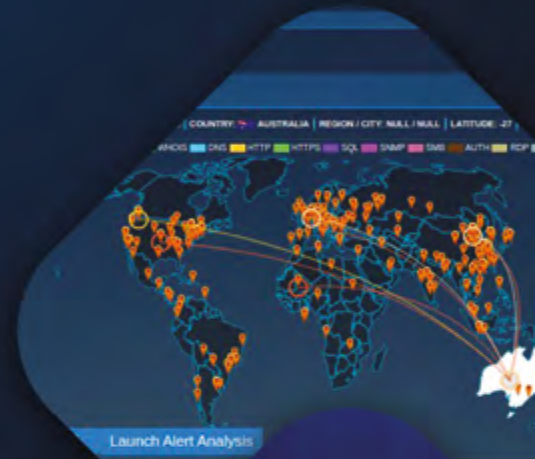 COUNTRY: AUSTRALIA | REGION / CITY: NULL / NULL | LATITUDE: -27
WHOIS DNS HTTP HTTPS SQL SNMP SMB AUTH RDP
Launch Alert Analysis